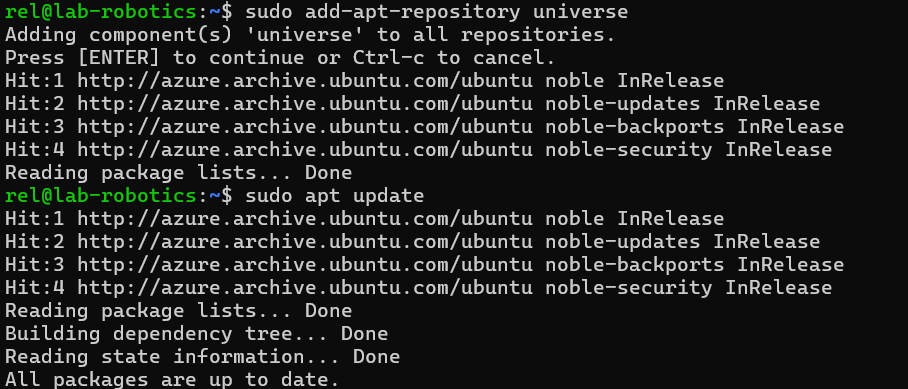 rel@lab-robotics:~$ sudo add-apt-repository universe
Adding component(s) 'universe' to all repositories.
Press [ENTER] to continue or Ctrl-c to cancel.
Hit:1 http://azure.archive.ubuntu.com/ubuntu noble InRelease
Hit:2 http://azure.archive.ubuntu.com/ubuntu noble-updates InRelease
Hit:3 http://azure.archive.ubuntu.com/ubuntu noble-backports InRelease
Hit:4 http://azure.archive.ubuntu.com/ubuntu noble-security InRelease
Reading package lists... Done
rel@lab-robotics:~$ sudo apt update
Hit:1 http://azure.archive.ubuntu.com/ubuntu noble InRelease
Hit:2 http://azure.archive.ubuntu.com/ubuntu noble-updates InRelease
Hit:3 http://azure.archive.ubuntu.com/ubuntu noble-backports InRelease
Hit:4 http://azure.archive.ubuntu.com/ubuntu noble-security InRelease
Reading package lists... Done
Building dependency tree... Done
Reading state information... Done
All packages are up to date.